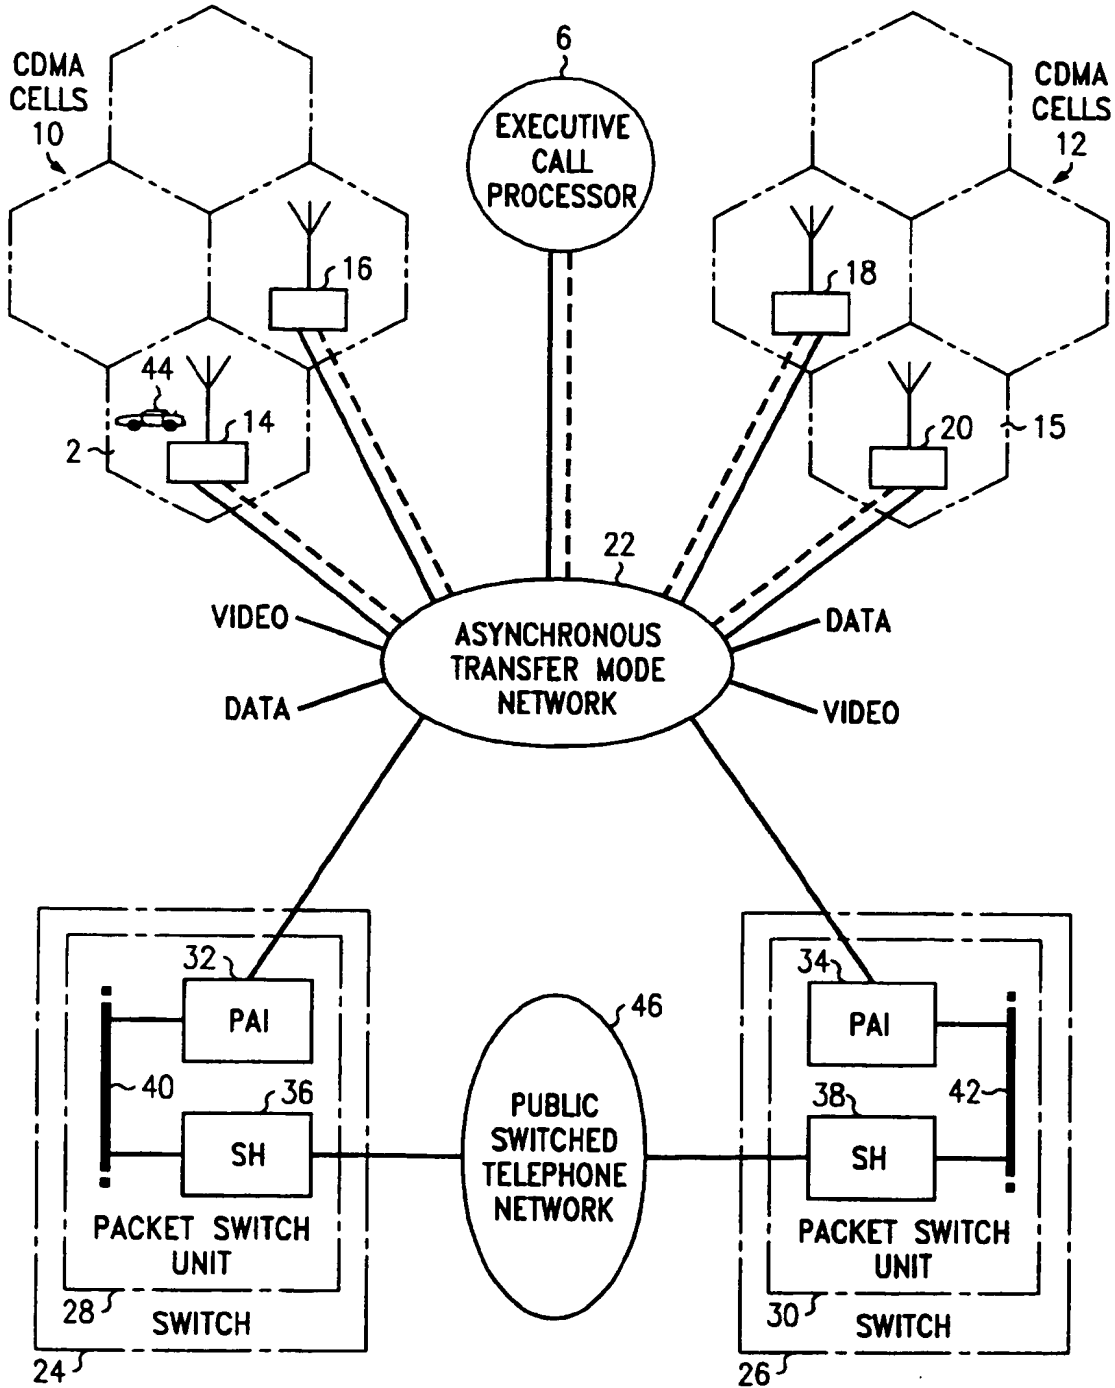 6
CDMA
CELLS
10
EXECUTIVE
CALL
PROCESSOR
CDMA
CELLS
12
16
18
44
14
2
20
15
22
VIDEO
DATA
ASYNCHRONOUS
TRANSFER MODE
NETWORK
DATA
VIDEO
32
PAI
40
36
SH
PACKET SWITCH
UNIT
28
SWITCH
24
46
PUBLIC
SWITCHED
TELEPHONE
NETWORK
34
PAI
42
38
SH
PACKET SWITCH
UNIT
30
SWITCH
26